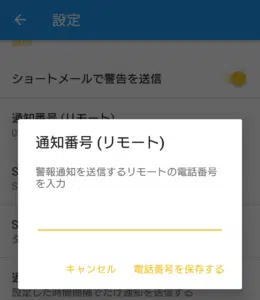 設定
ショートメールで警告を送信
通知番号 (リモート)
通知番号 (リモート)
警報通知を送信するリモートの電話番号
を入力
キャンセル
電話番号を保存する
設定した時間間隔でだけ通知を送信する